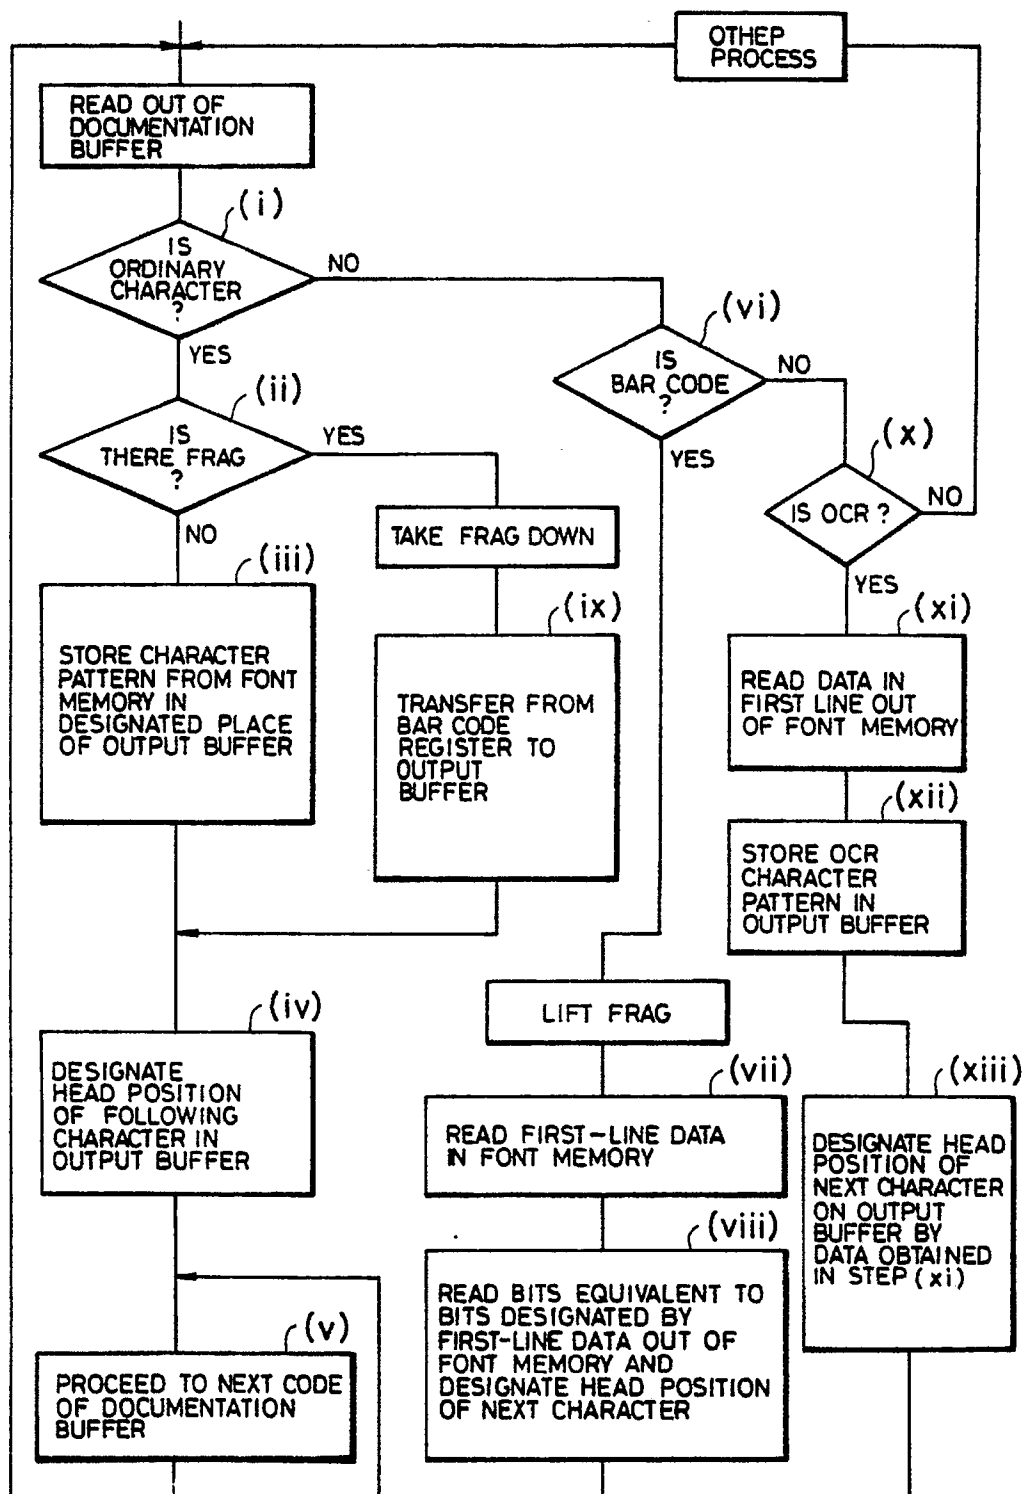 OTHEP
PROCESS
READ OUT OF
DOCUMENTATION
BUFFER
(i)
IS
ORDINARY
CHARACTER
?
NO
YES
(vi)
IS
BAR CODE
?
NO
YES
(ii)
IS
THERE FRAG
?
YES
NO
(x)
IS OCR ?
NO
YES
TAKE FRAG DOWN
(iii)
STORE CHARACTER
PATTERN FROM FONT
MEMORY IN
DESIGNATED PLACE
OF OUTPUT BUFFER
(ix)
TRANSFER FROM
BAR CODE
REGISTER TO
OUTPUT
BUFFER
(xi)
READ DATA IN
FIRST LINE OUT
OF FONT MEMORY
(xii)
STORE OCR
CHARACTER
PATTERN IN
OUTPUT BUFFER
LIFT FRAG
(iv)
DESIGNATE
HEAD POSITION
OF FOLLOWING
CHARACTER IN
OUTPUT BUFFER
(vii)
READ FIRST-LINE DATA
IN FONT MEMORY
(xiii)
DESIGNATE HEAD
POSITION OF
NEXT CHARACTER
ON OUTPUT
BUFFER BY
DATA OBTAINED
IN STEP (xi)
(viii)
READ BITS EQUIVALENT TO
BITS DESIGNATED BY
FIRST-LINE DATA OUT OF
FONT MEMORY AND
DESIGNATE HEAD POSITION
OF NEXT CHARACTER
(v)
PROCEED TO NEXT CODE
OF DOCUMENTATION
BUFFER